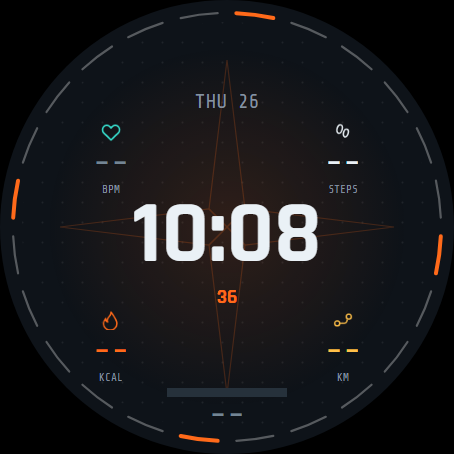 THU 26
-- --
BPM STEPS
10:08
36
-- --
KCAL KM
--